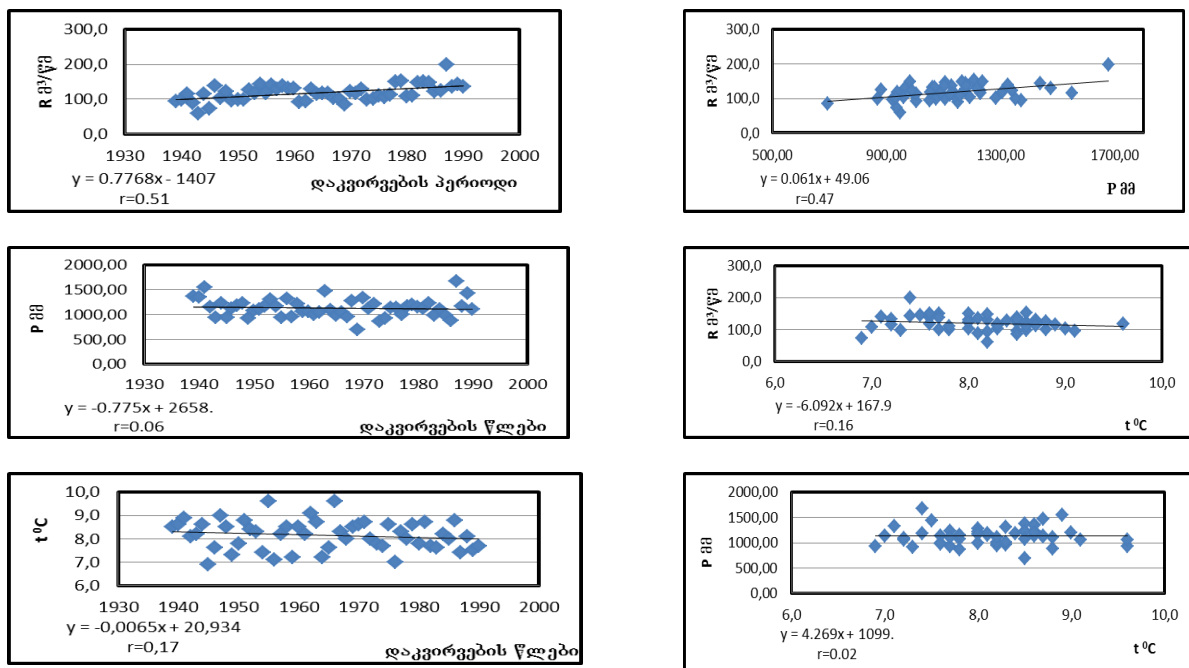 R მ³/წმ
300,0
200,0
100,0
0,0
1930 1940 1950 1960 1970 1980 1990 2000
y = 0.7768x - 1407
r=0.51
დაკვირვების პერიოდი
R მ³/წმ
300,0
200,0
100,0
0,0
500,00 900,00 1300,00 1700,00
y = 0.061x + 49.06
r=0.47
P მმ
P მმ
2000,00
1500,00
1000,00
500,00
0,00
1930 1940 1950 1960 1970 1980 1990 2000
y = -0.775x + 2658.
r=0.06
დაკვირვების წლები
R მ³/წმ
300,0
200,0
100,0
0,0
6,0 7,0 8,0 9,0 10,0
y = -6.092x + 167.9
r=0.16
t ⁰C
t ⁰C
10,0
9,0
8,0
7,0
6,0
1930 1940 1950 1960 1970 1980 1990 2000
y = -0,0065x + 20,934
r=0,17
დაკვირვების წლები
P მმ
2000,00
1500,00
1000,00
500,00
0,00
6,0 7,0 8,0 9,0 10,0
y = 4.269x + 1099.
r=0.02
t ⁰C